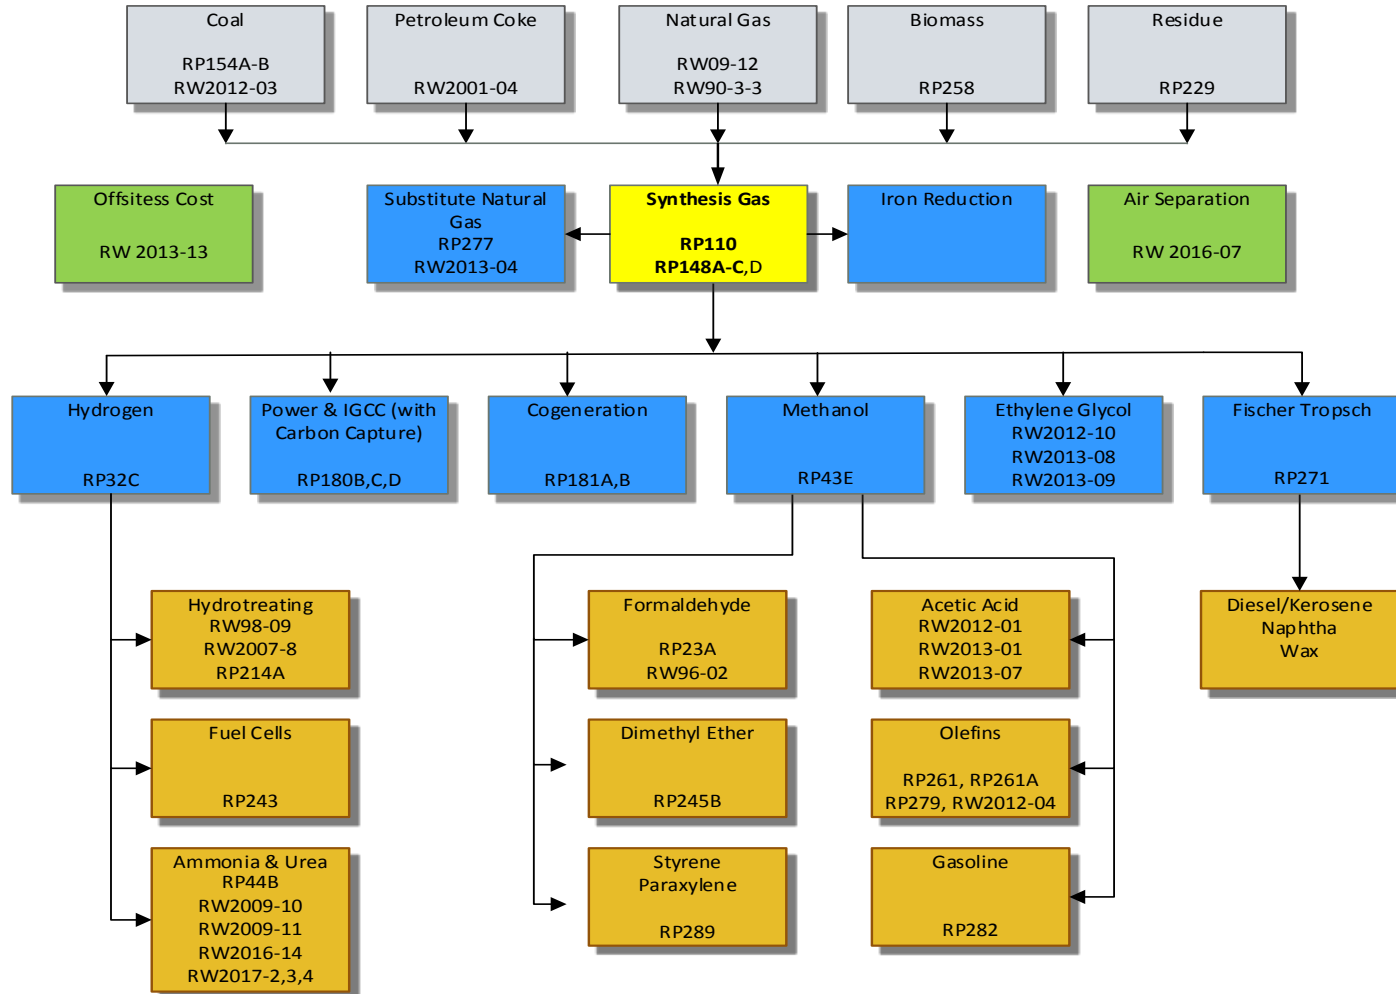 Coal
RP154A-B
RW2012-03
Petroleum Coke
RW2001-04
Natural Gas
RW09-12
RW90-3-3
Biomass
RP258
Residue
RP229
Offsitess Cost
RW 2013-13
Substitute Natural
Gas
RP277
RW2013-04
Synthesis Gas
RP110
RP148A-C,D
Iron Reduction
Air Separation
RW 2016-07
Hydrogen
RP32C
Power & IGCC (with
Carbon Capture)
RP180B,C,D
Cogeneration
RP181A,B
Methanol
RP43E
Ethylene Glycol
RW2012-10
RW2013-08
RW2013-09
Fischer Tropsch
RP271
Hydrotreating
RW98-09
RW2007-8
RP214A
Formaldehyde
RP23A
RW96-02
Acetic Acid
RW2012-01
RW2013-01
RW2013-07
Diesel/Kerosene
Naphtha
Wax
Fuel Cells
RP243
Dimethyl Ether
RP245B
Olefins
RP261, RP261A
RP279, RW2012-04
Ammonia & Urea
RP44B
RW2009-10
RW2009-11
RW2016-14
RW2017-2,3,4
Styrene
Paraxylene
RP289
Gasoline
RP282